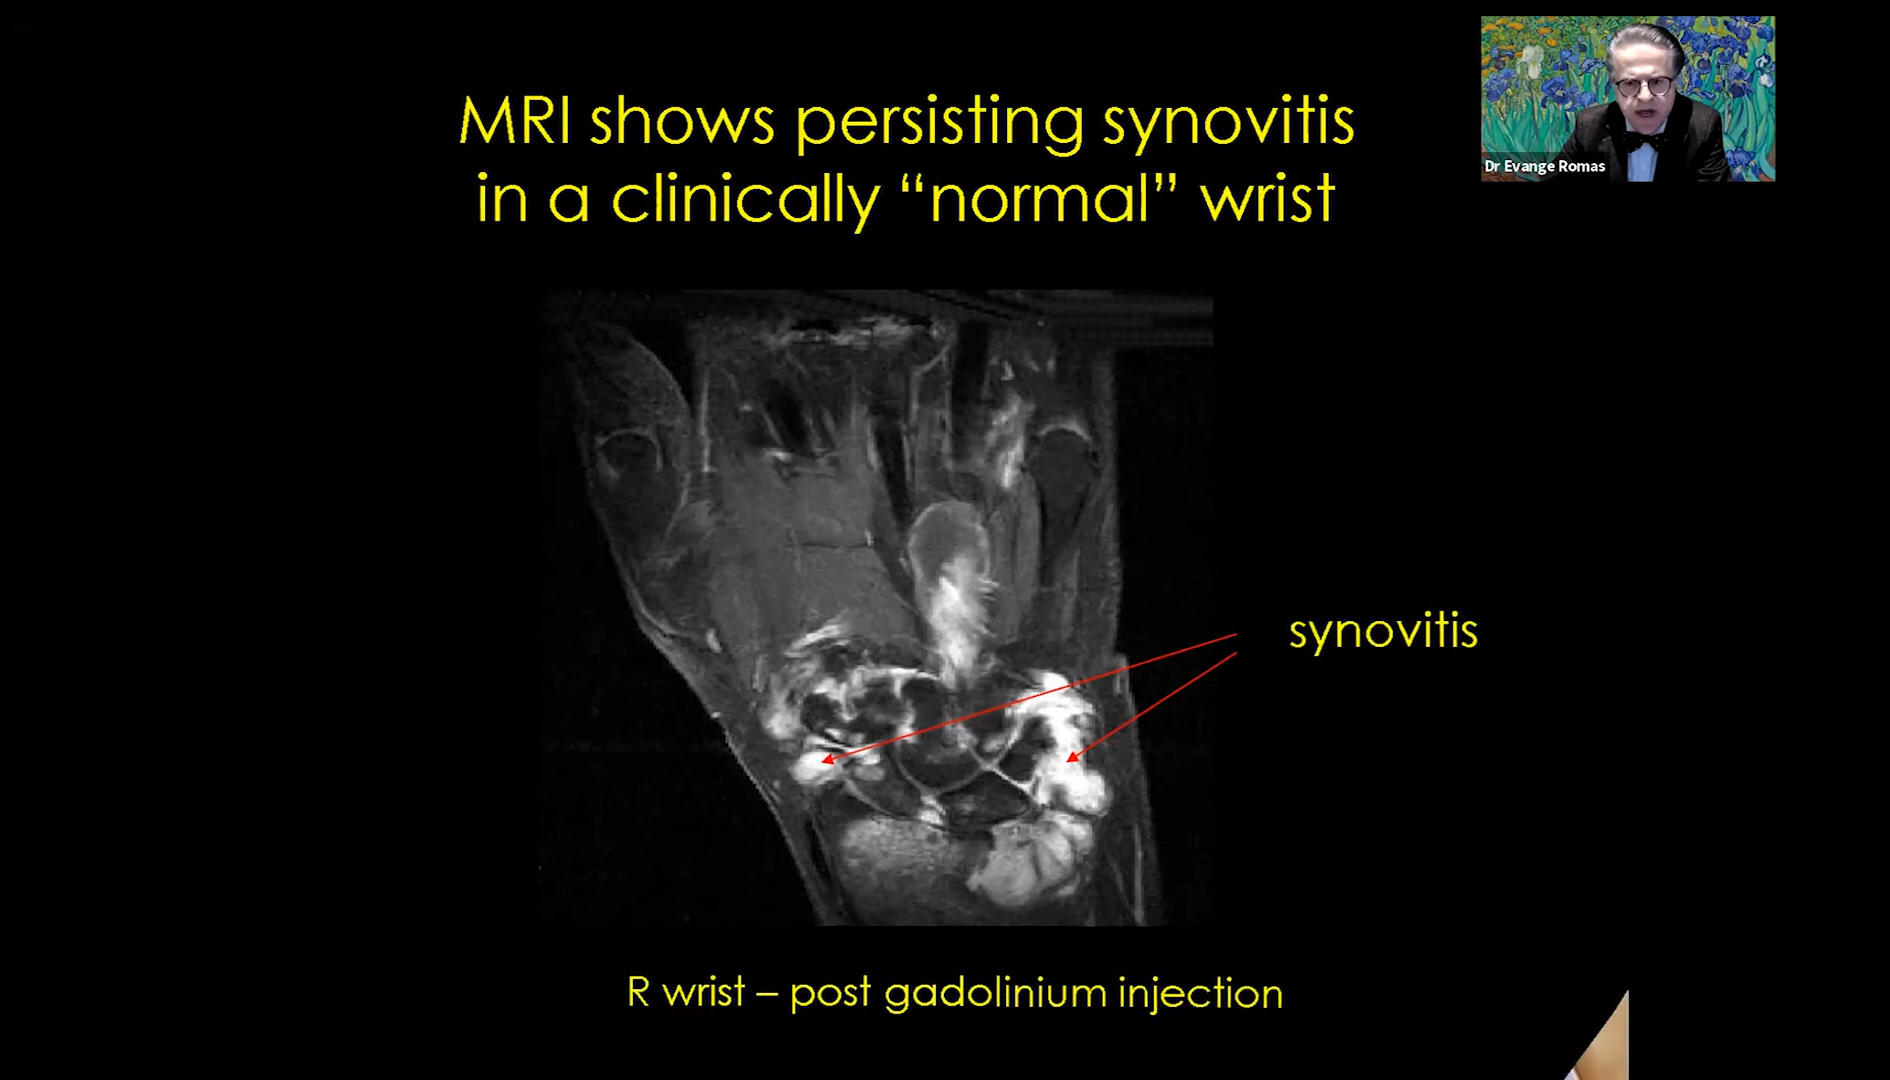 MRI shows persisting synovitis
in a clinically “normal” wrist
Dr Evange Romas
synovitis
R wrist – post gadolinium injection